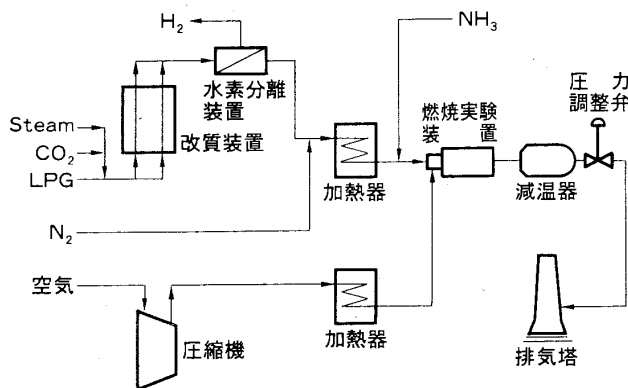 H₂
NH₃
水素分離
装置
圧力
調整弁
燃焼実験
装置
Steam
CO₂
LPG
改質装置
加熱器
減温器
N₂
空気
圧縮機
加熱器
排気塔